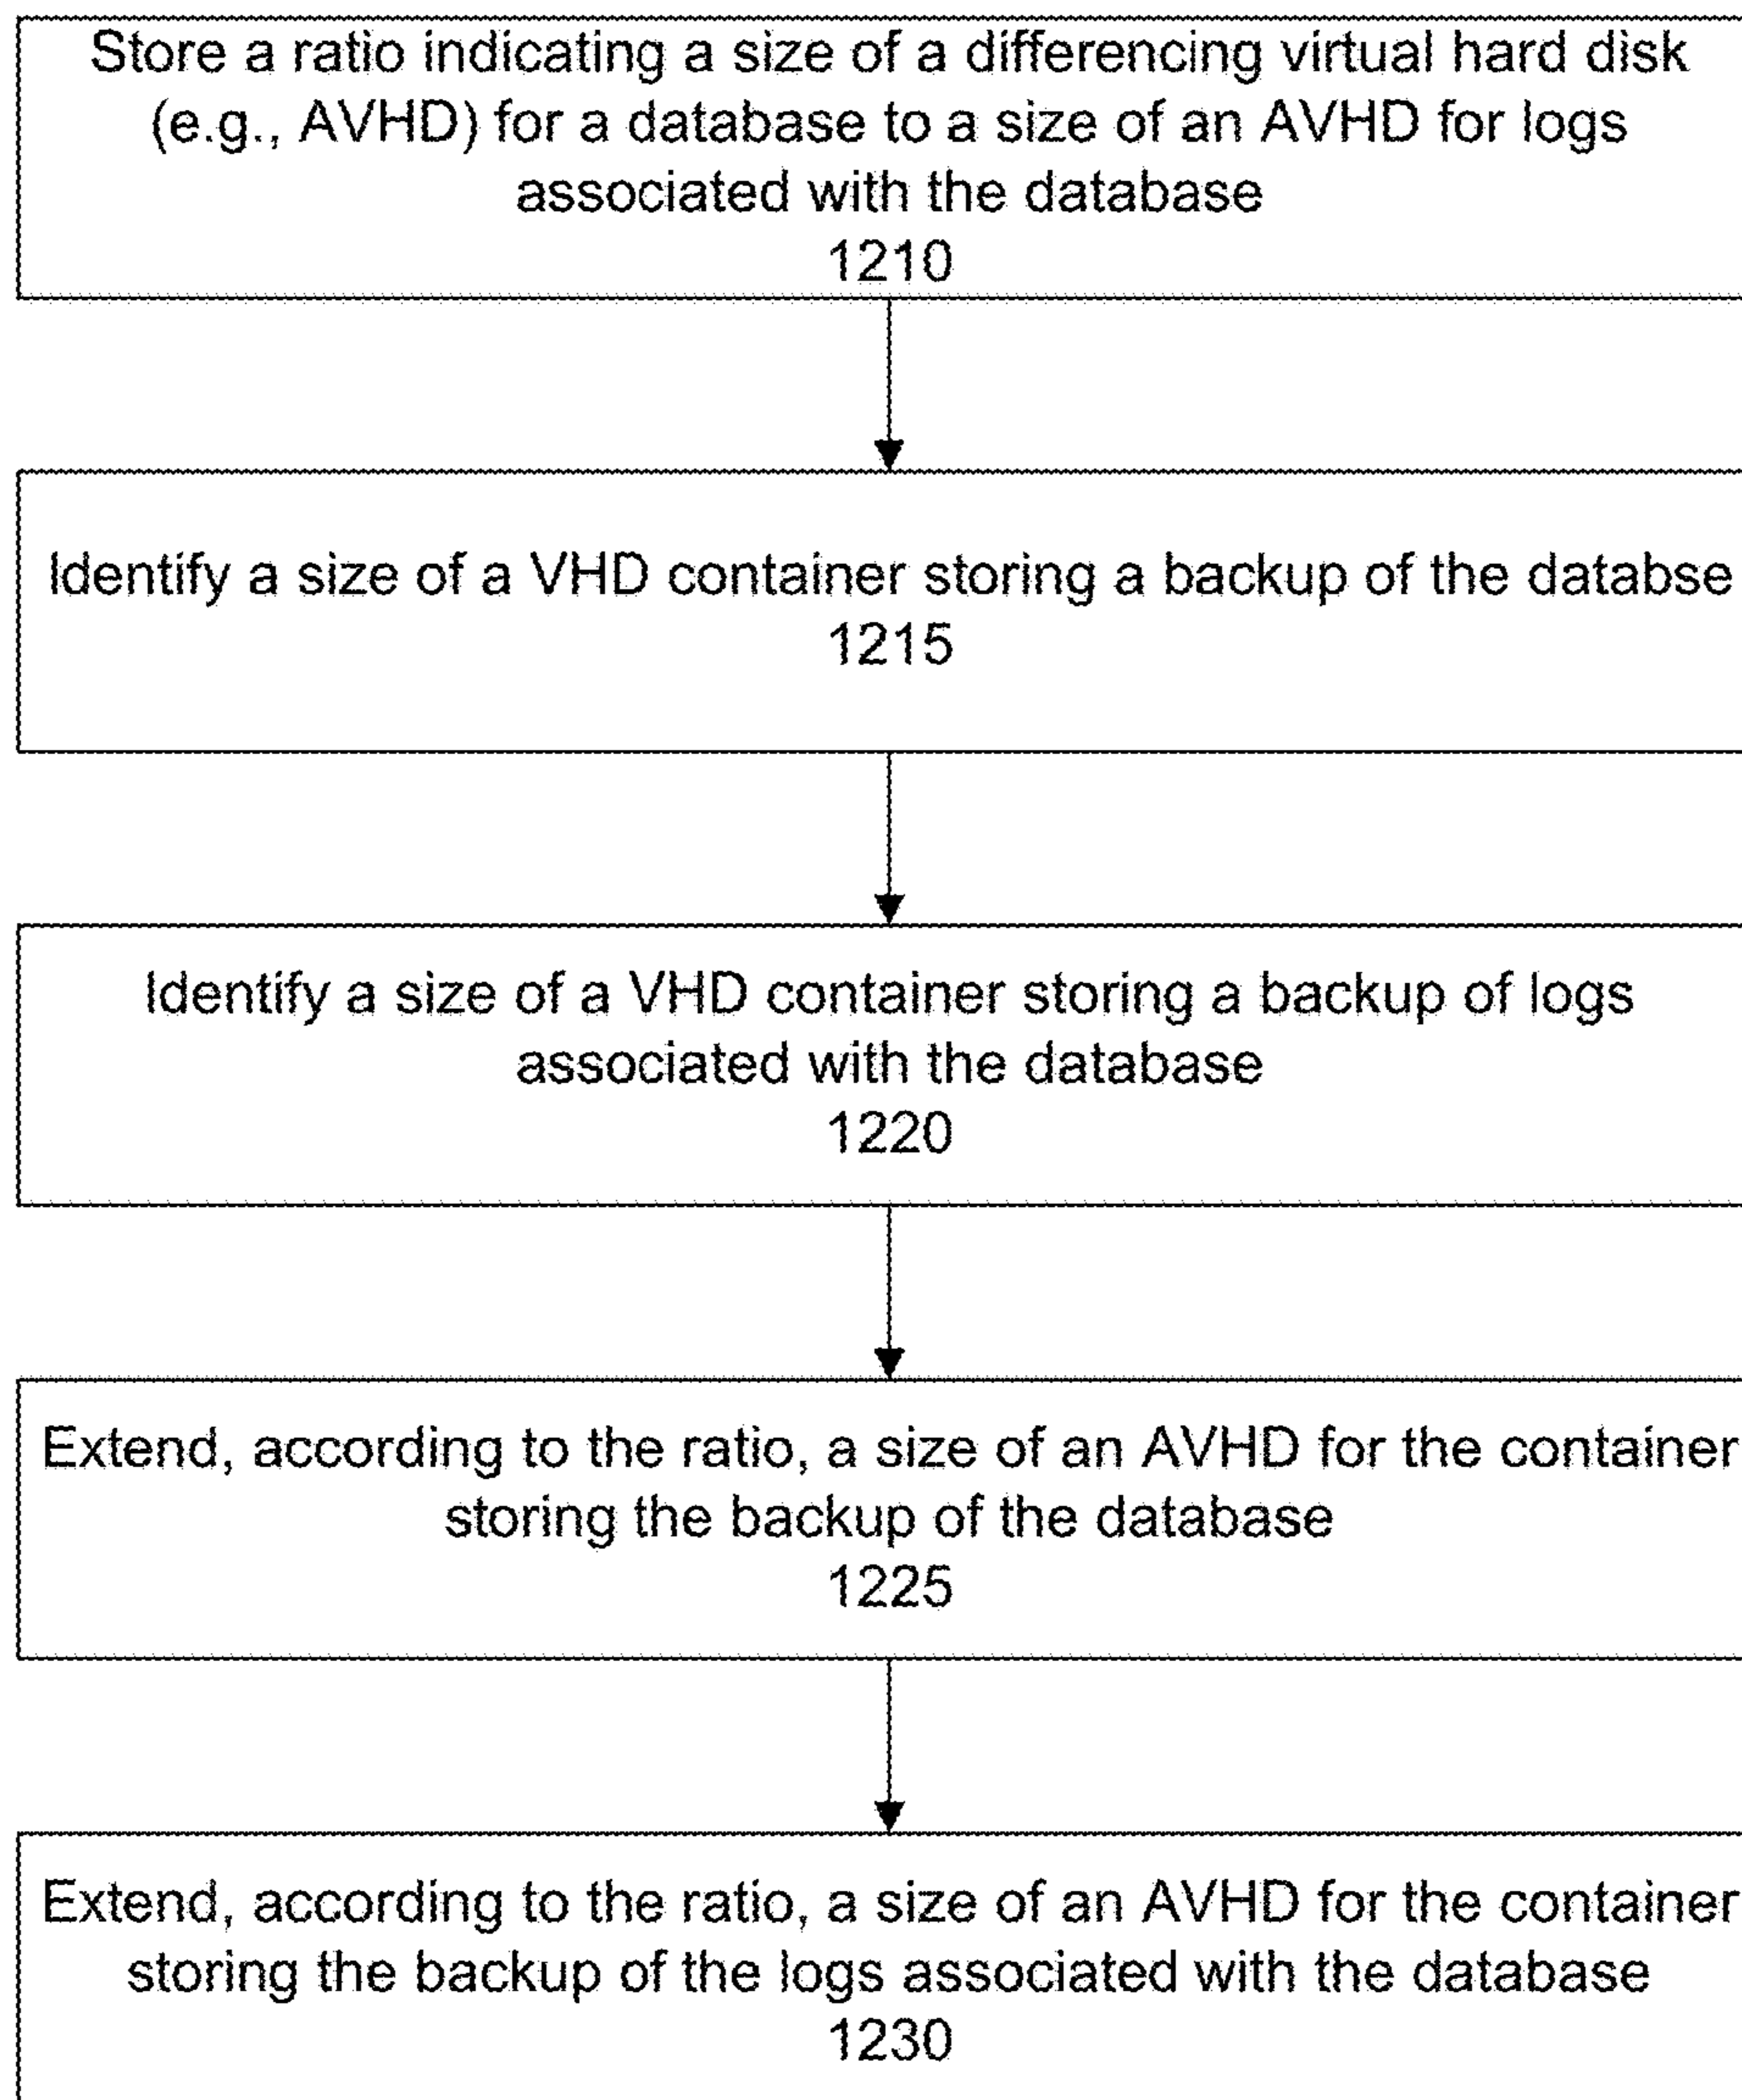 Store a ratio indicating a size of a differencing virtual hard disk
(e.g., AVHD) for a database to a size of an AVHD for logs
associated with the database
1210
Identify a size of a VHD container storing a backup of the databse
1215
Identify a size of a VHD container storing a backup of logs
associated with the database
1220
Extend, according to the ratio, a size of an AVHD for the container
storing the backup of the database
1225
Extend, according to the ratio, a size of an AVHD for the container
storing the backup of the logs associated with the database
1230